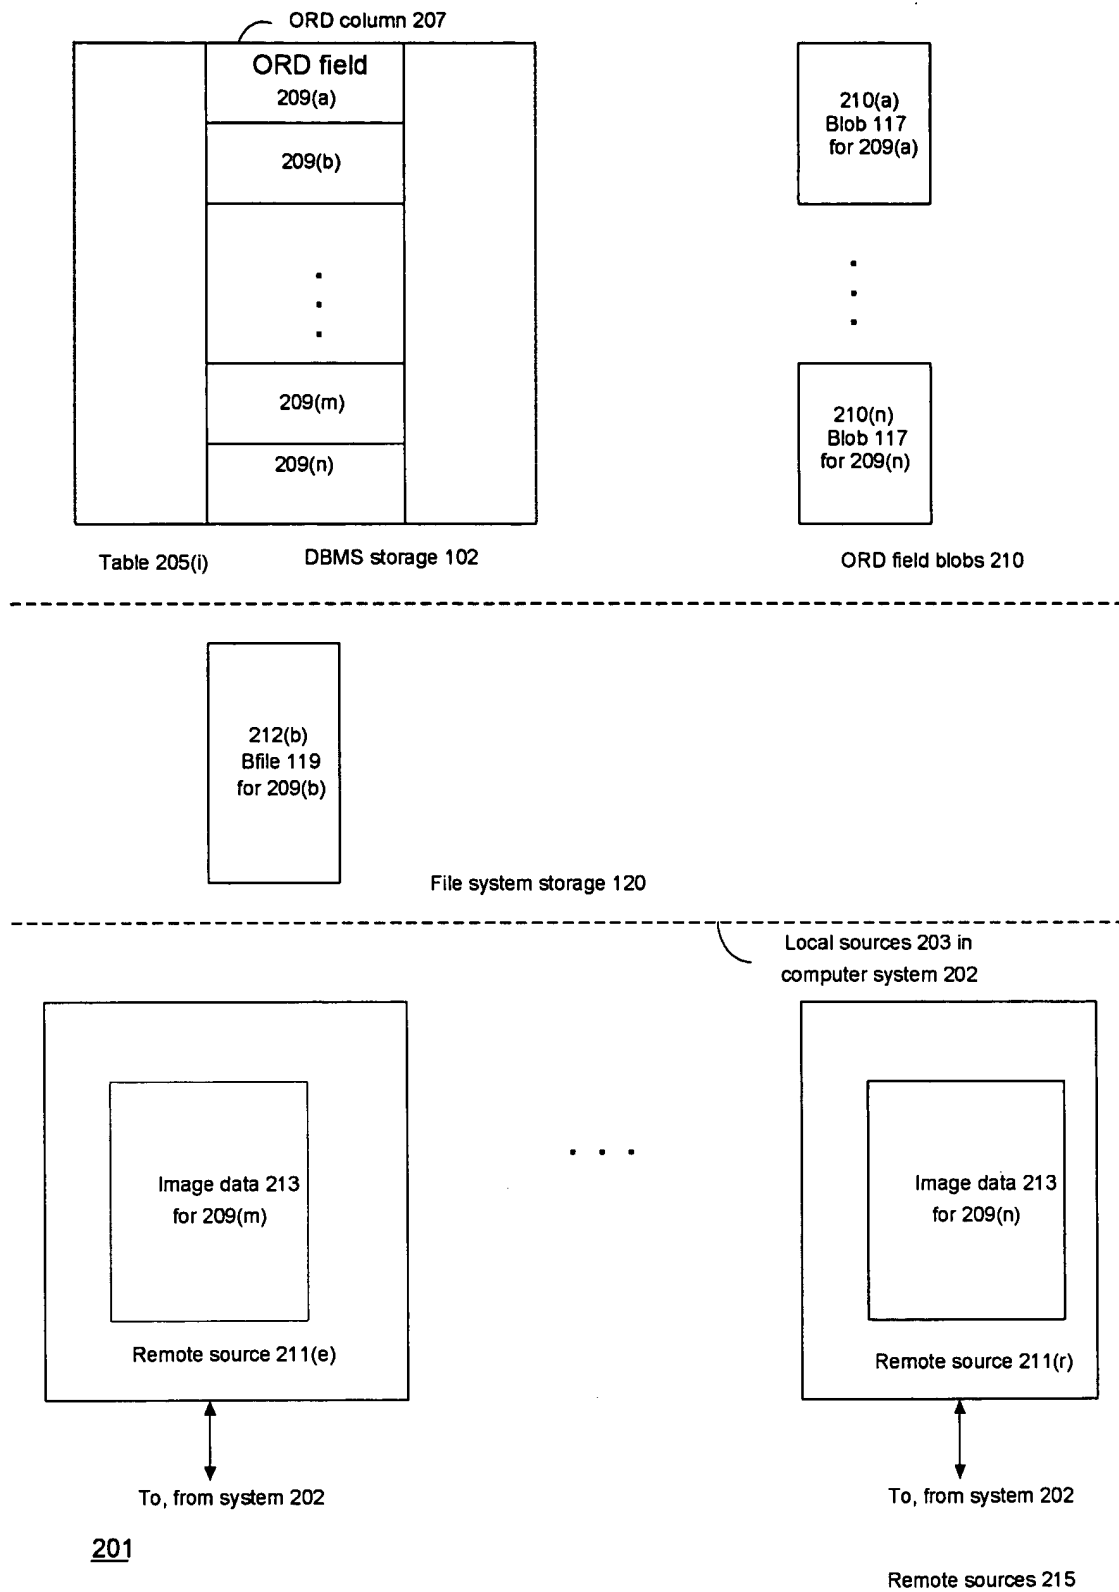 ORD column 207
ORD field
209(a)
209(b)
209(m)
209(n)
210(a)
Blob 117
for 209(a)
210(n)
Blob 117
for 209(n)
Table 205(i)
DBMS storage 102
ORD field blobs 210
212(b)
Bfile 119
for 209(b)
File system storage 120
Local sources 203 in
computer system 202
Image data 213
for 209(m)
Remote source 211(e)
To, from system 202
Image data 213
for 209(n)
Remote source 211(r)
To, from system 202
201
Remote sources 215